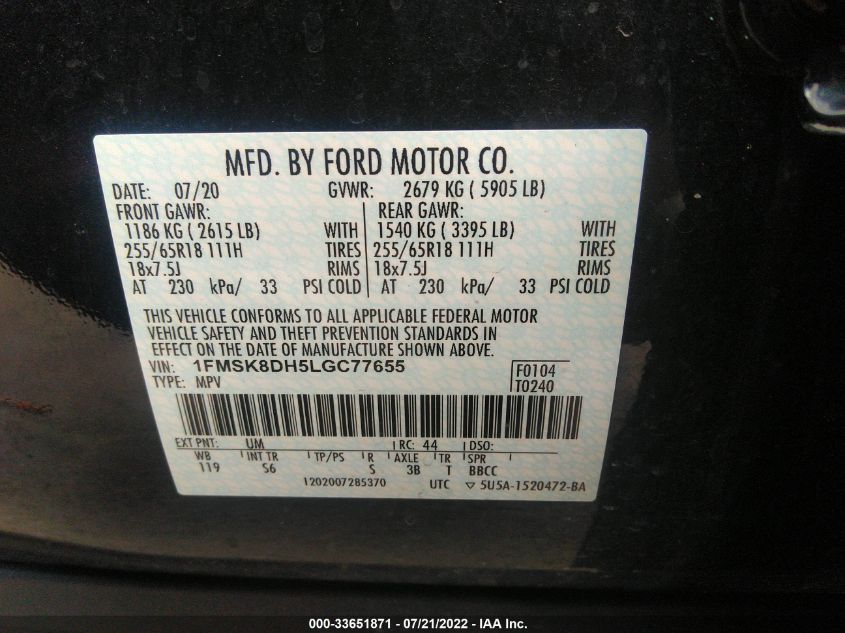 MFD. BY FORD MOTOR CO.
DATE: 07/20 GVWR: 2679 KG ( 5905 LB)
FRONT GAWR: REAR GAWR:
1186 KG ( 2615 LB) WITH 1540 KG ( 3395 LB) WITH
255/65R18 111H TIRES 255/65R18 111H TIRES
18x7.5J RIMS 18x7.5J RIMS
AT 230 kPa/ 33 PSI COLD AT 230 kPa/ 33 PSI COLD
THIS VEHICLE CONFORMS TO ALL APPLICABLE FEDERAL MOTOR
VEHICLE SAFETY AND THEFT PREVENTION STANDARDS IN
EFFECT ON THE DATE OF MANUFACTURE SHOWN ABOVE.
VIN: 1FMSK8DH5LGC77655 F0104
TYPE: MPV T0240
EXT PNT: UM RC: 44 DSO:
WB INT TR TP/PS R AXLE TR SPR
119 S6 S 3B T BBCC
1202007285370 UTC ▽ 5U5A-1520472-BA
000-33651871 / 07/21/2022 - IAA Inc.